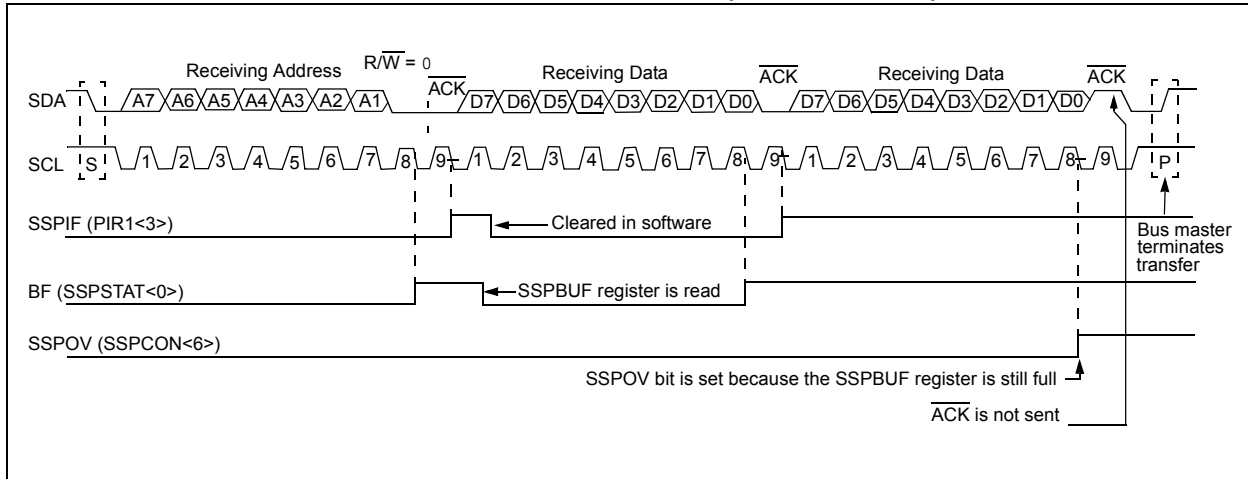 R/W = 0
Receiving Address ACK Receiving Data ACK Receiving Data ACK
SDA A7 A6 A5 A4 A3 A2 A1 D7 D6 D5 D4 D3 D2 D1 D0 D7 D6 D5 D4 D3 D2 D1 D0
SCL S 1 2 3 4 5 6 7 8 9 1 2 3 4 5 6 7 8 9 1 2 3 4 5 6 7 8 9 P
SSPIF (PIR1<3>) Cleared in software
Bus master
terminates
transfer
BF (SSPSTAT<0>) SSPBUF register is read
SSPOV (SSPCON<6>)
SSPOV bit is set because the SSPBUF register is still full
ACK is not sent